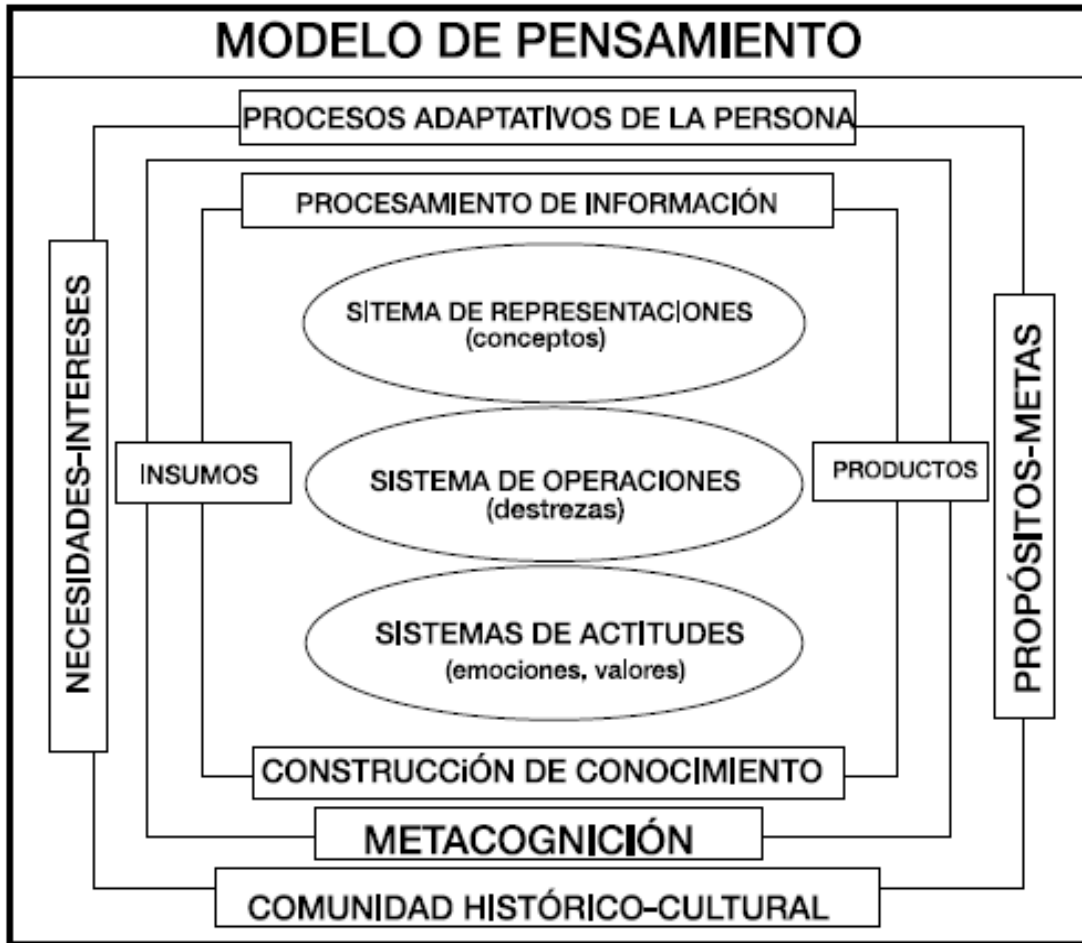 MODELO DE PENSAMIENTO
PROCESOS ADAPTATIVOS DE LA PERSONA
PROCESAMIENTO DE INFORMACIÓN
NECESIDADES-INTERESES
SITEMA DE REPRESENTACIONES
(conceptos)
INSUMOS
SISTEMA DE OPERACIONES
(destrezas)
PRODUCTOS
PROPÓSITOS-METAS
SISTEMAS DE ACTITUDES
(emociones, valores)
CONSTRUCCiÓN DE CONOCIMIENTO
METACOGNICIÓN
COMUNIDAD HISTÓRICO-CULTURAL